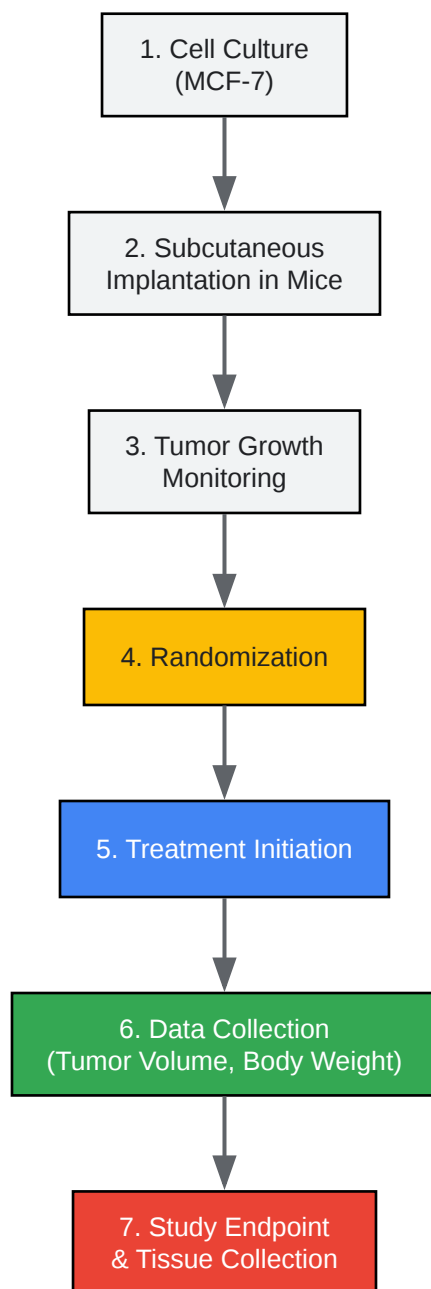 1. Cell Culture
(MCF-7)
2. Subcutaneous
Implantation in Mice
3. Tumor Growth
Monitoring
4. Randomization
5. Treatment Initiation
6. Data Collection
(Tumor Volume, Body Weight)
7. Study Endpoint
& Tissue Collection